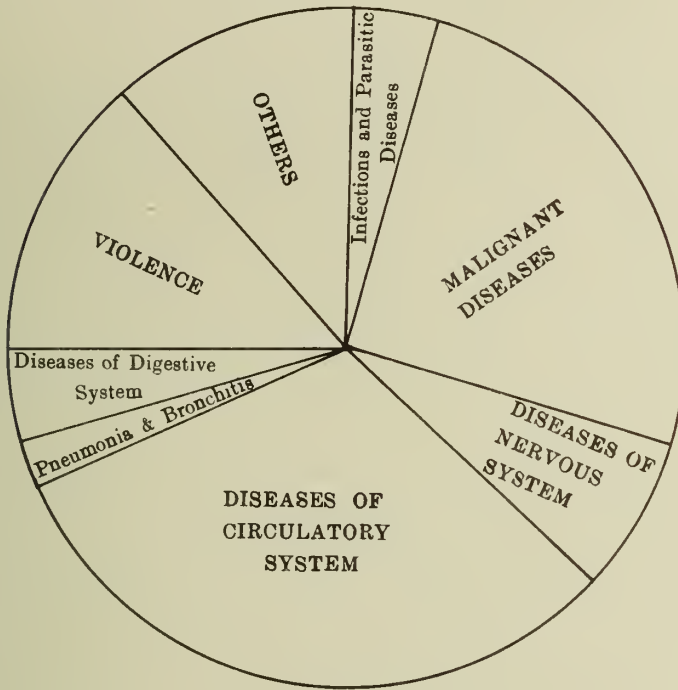 Infections and Parasitic
Diseases
MALIGNANT
DISEASES
DISEASES OF
NERVOUS
SYSTEM
DISEASES OF
CIRCULATORY
SYSTEM
Pneumonia & Bronchitis
Diseases of Digestive
System
VIOLENCE
OTHERS